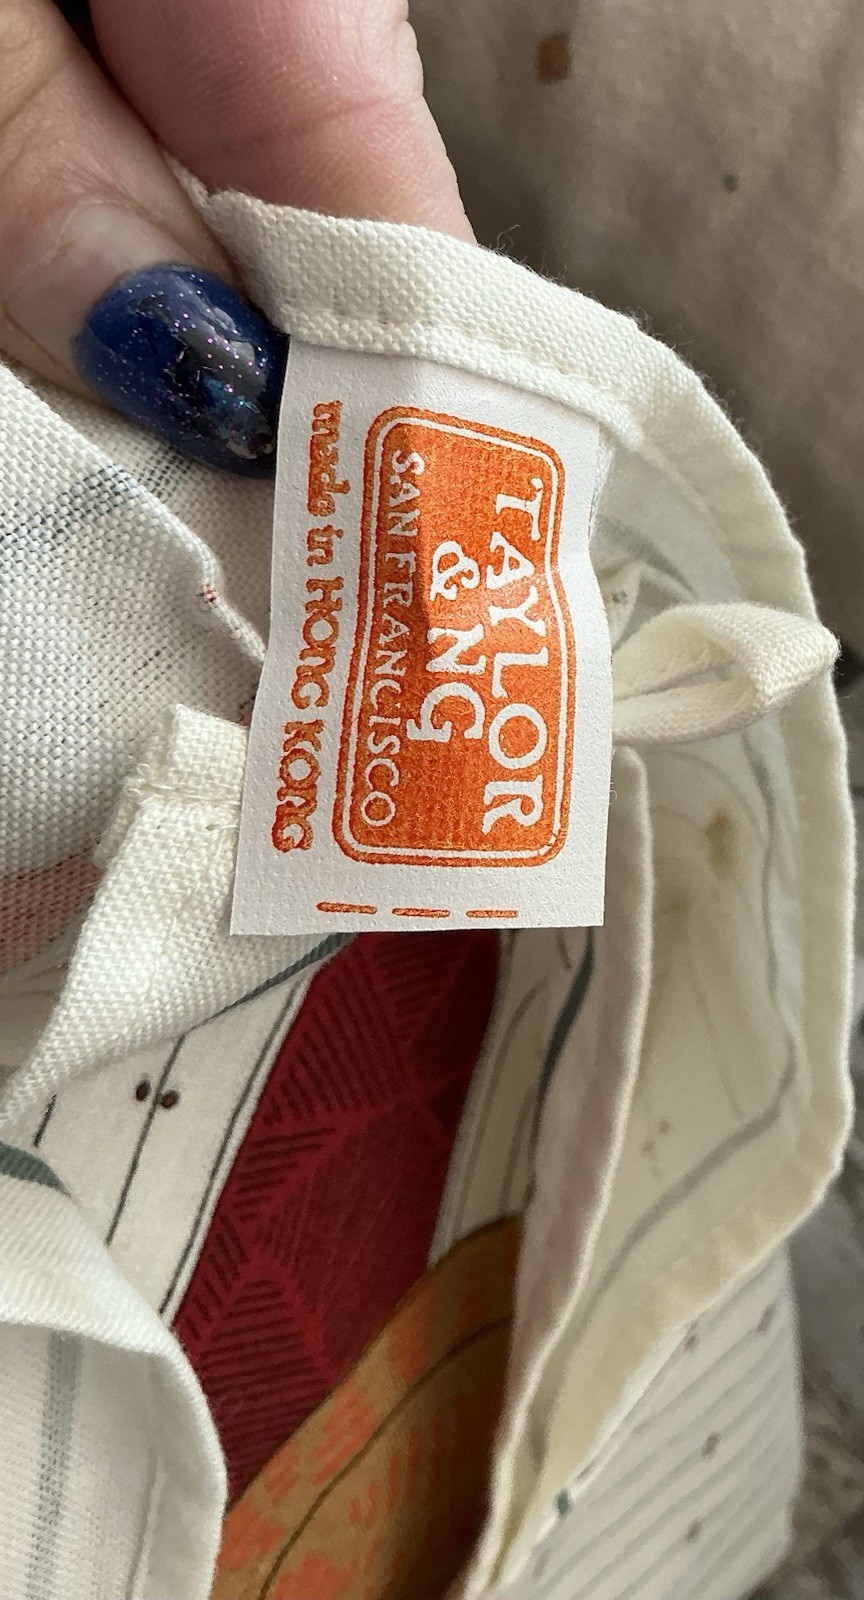 TAYLOR
& NG
SAN FRANCISCO
made in HONG KONG